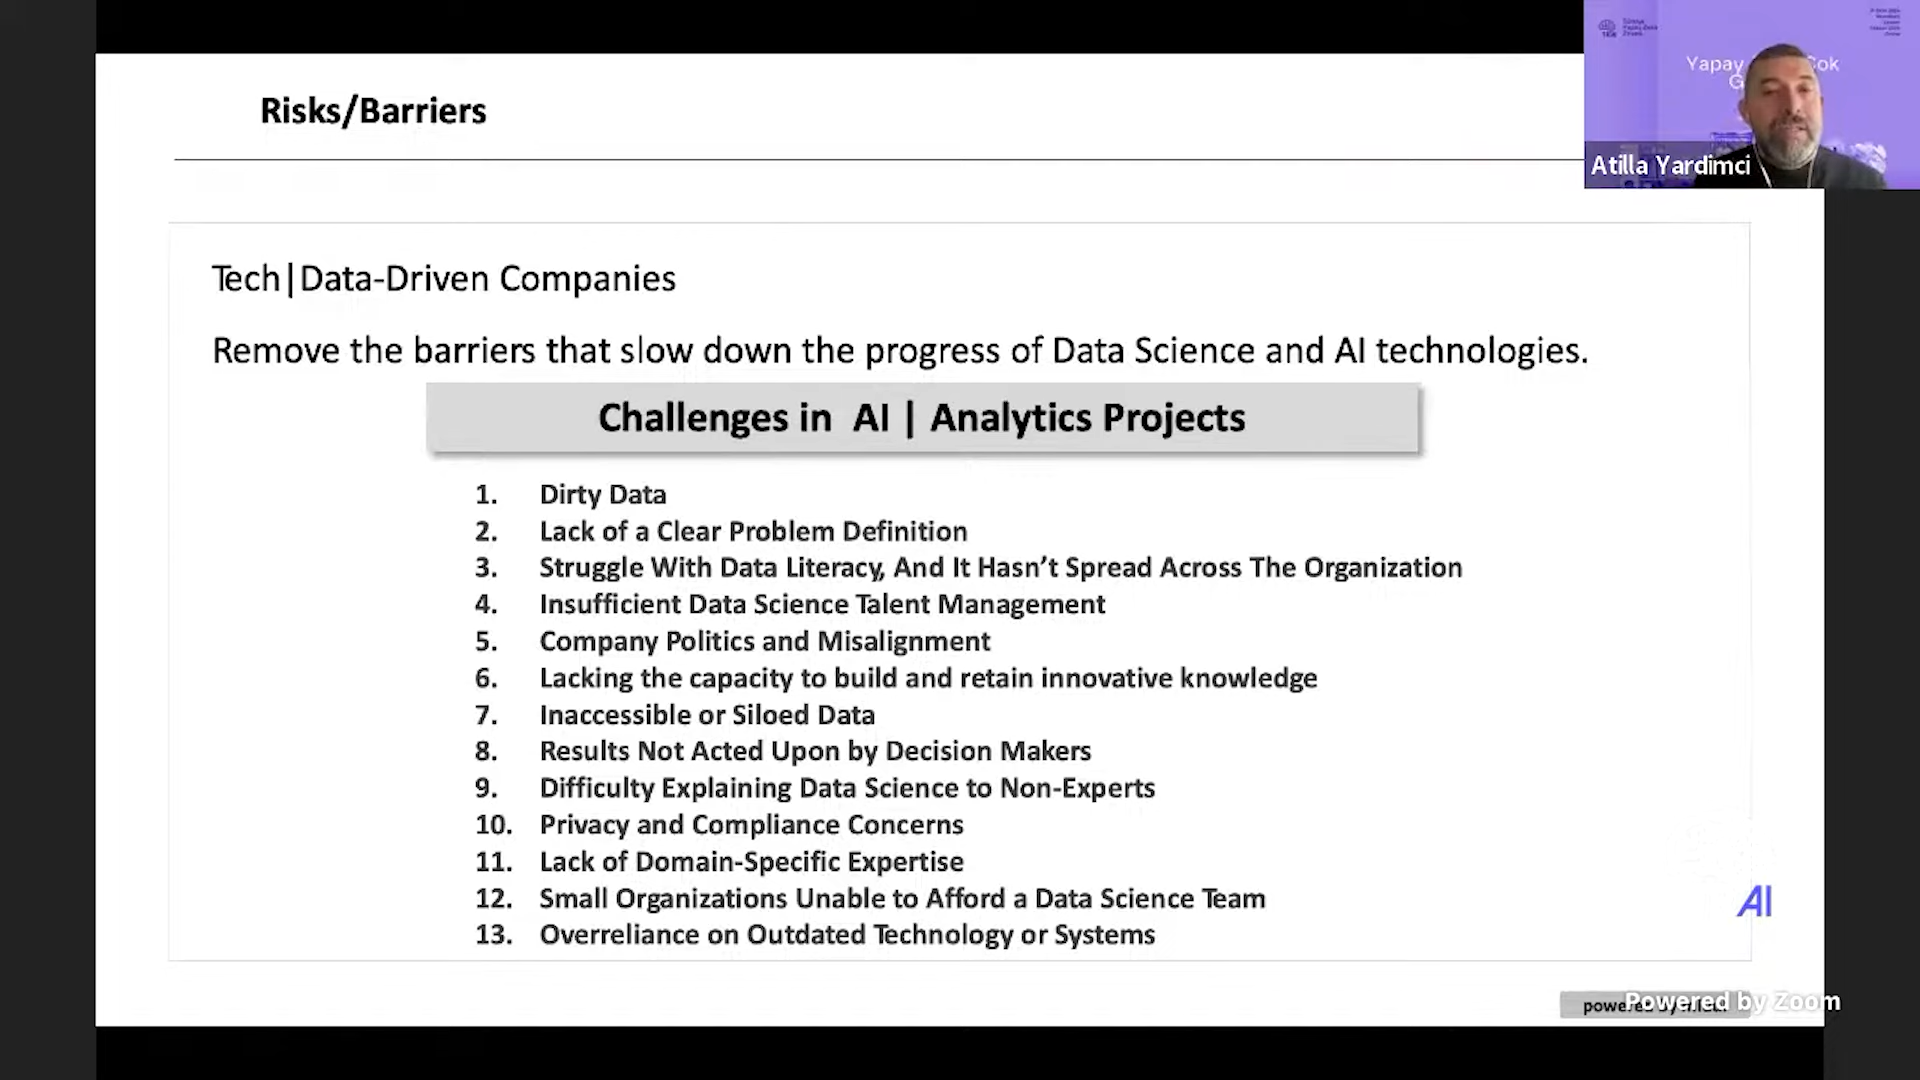 Risks/Barriers
Yapay
Çok
G
Atilla Yardimci
Tech|Data-Driven Companies
Remove the barriers that slow down the progress of Data Science and AI technologies.
Challenges in AI | Analytics Projects
1. Dirty Data
2. Lack of a Clear Problem Definition
3. Struggle With Data Literacy, And It Hasn’t Spread Across The Organization
4. Insufficient Data Science Talent Management
5. Company Politics and Misalignment
6. Lacking the capacity to build and retain innovative knowledge
7. Inaccessible or Siloed Data
8. Results Not Acted Upon by Decision Makers
9. Difficulty Explaining Data Science to Non-Experts
10. Privacy and Compliance Concerns
11. Lack of Domain-Specific Expertise
12. Small Organizations Unable to Afford a Data Science Team
13. Overreliance on Outdated Technology or Systems
AI
Powered by Zoom